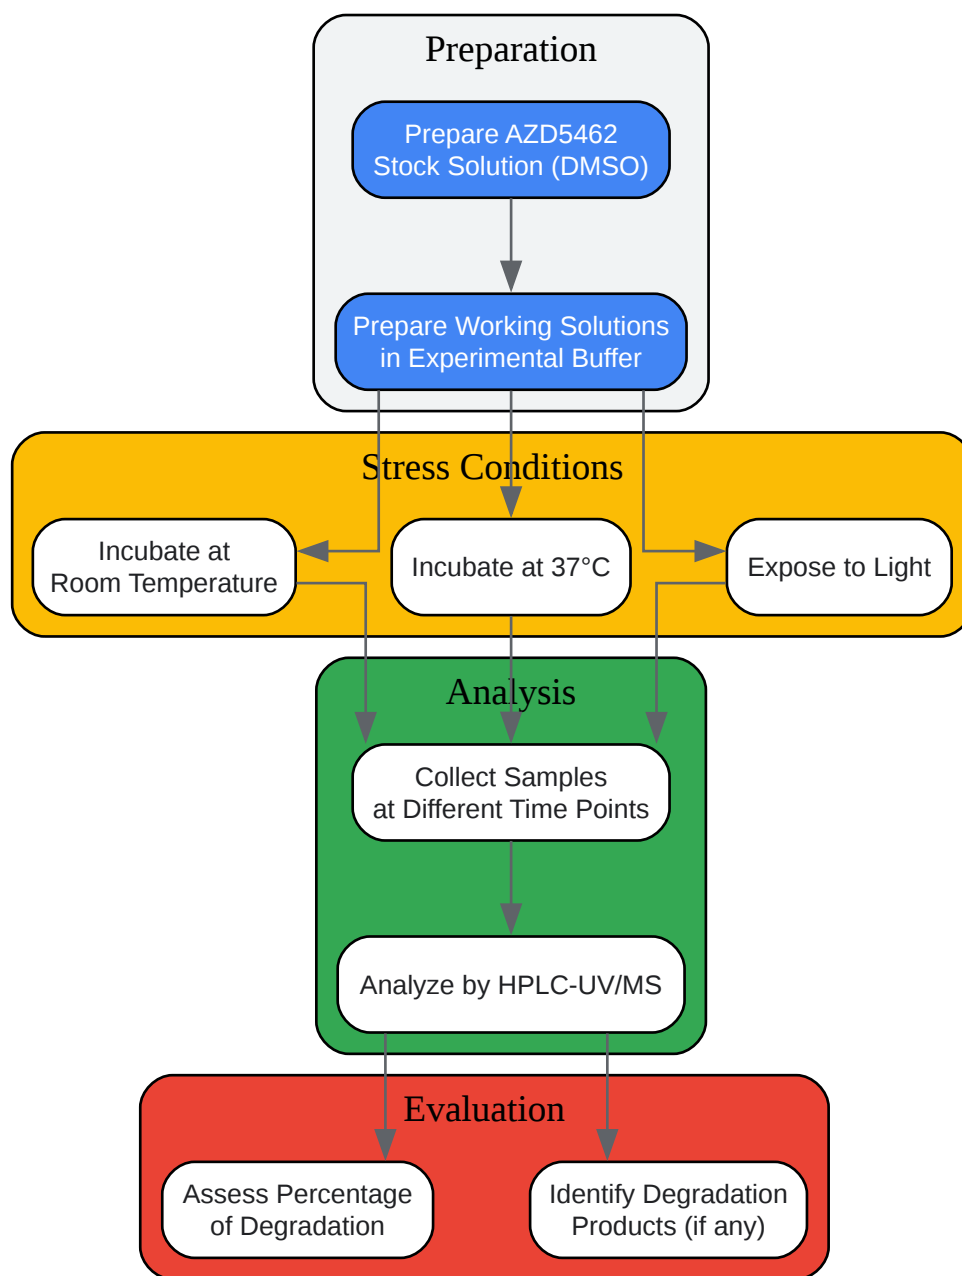 Preparation
Prepare AZD5462
Stock Solution (DMSO)
Prepare Working Solutions
in Experimental Buffer
Stress Conditions
Incubate at
Room Temperature
Incubate at 37°C
Expose to Light
Analysis
Collect Samples
at Different Time Points
Analyze by HPLC-UV/MS
Evaluation
Assess Percentage
of Degradation
Identify Degradation
Products (if any)